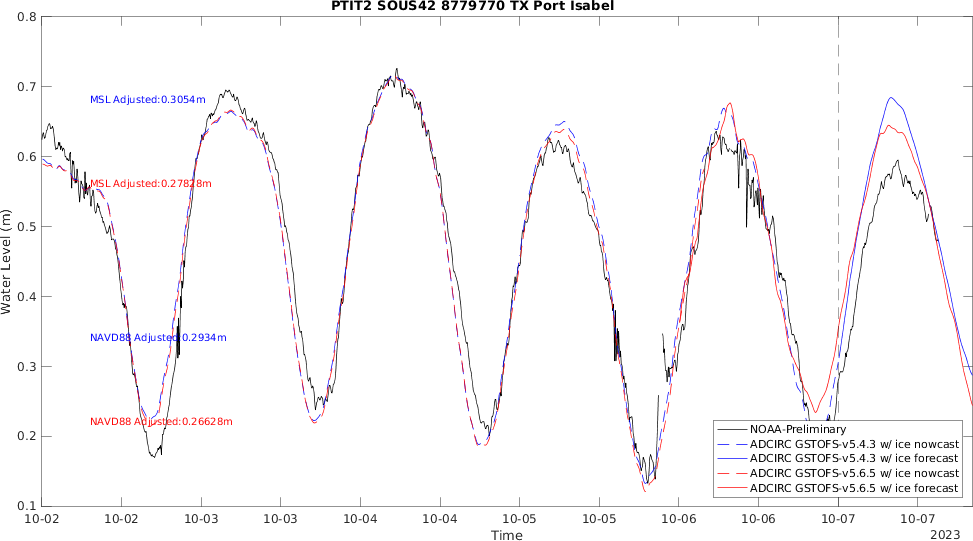 PTIT2 SOUS42 8779770 TX Port Isabel
0.8
0.7
0.6
0.5
0.4
0.3
0.2
0.1
Water Level (m)
MSL Adjusted:0.3054m
MSL Adjusted:0.27828m
NAVD88 Adjusted:0.2934m
NAVD88 Adjusted:0.26628m
NOAA-Preliminary
ADCIRC GSTOFS-v5.4.3 w/ ice nowcast
ADCIRC GSTOFS-v5.4.3 w/ ice forecast
ADCIRC GSTOFS-v5.6.5 w/ ice nowcast
ADCIRC GSTOFS-v5.6.5 w/ ice forecast
10-02 10-02 10-03 10-03 10-04 10-04 10-05 10-05 10-06 10-06 10-07 10-07
Time
2023